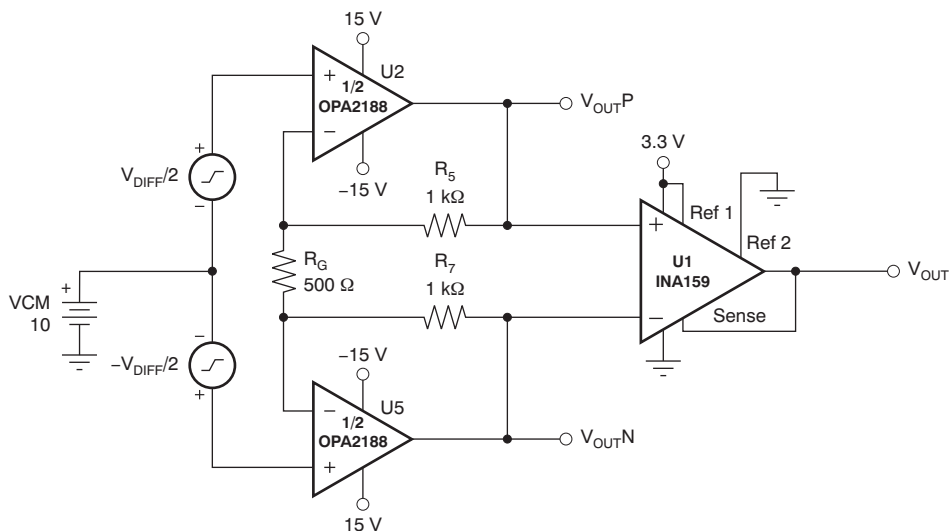 15 V
U2
+
1/2
OPA2188
−
−15 V
V_OUTP
+
V_DIFF/2
−
R_5
1 kΩ
3.3 V
Ref 1
Ref 2
+
U1
INA159
−
Sense
V_OUT
R_G
500 Ω
R_7
1 kΩ
+
VCM
10
−
−V_DIFF/2
+
−15 V
U5
−
1/2
OPA2188
+
15 V
V_OUTN